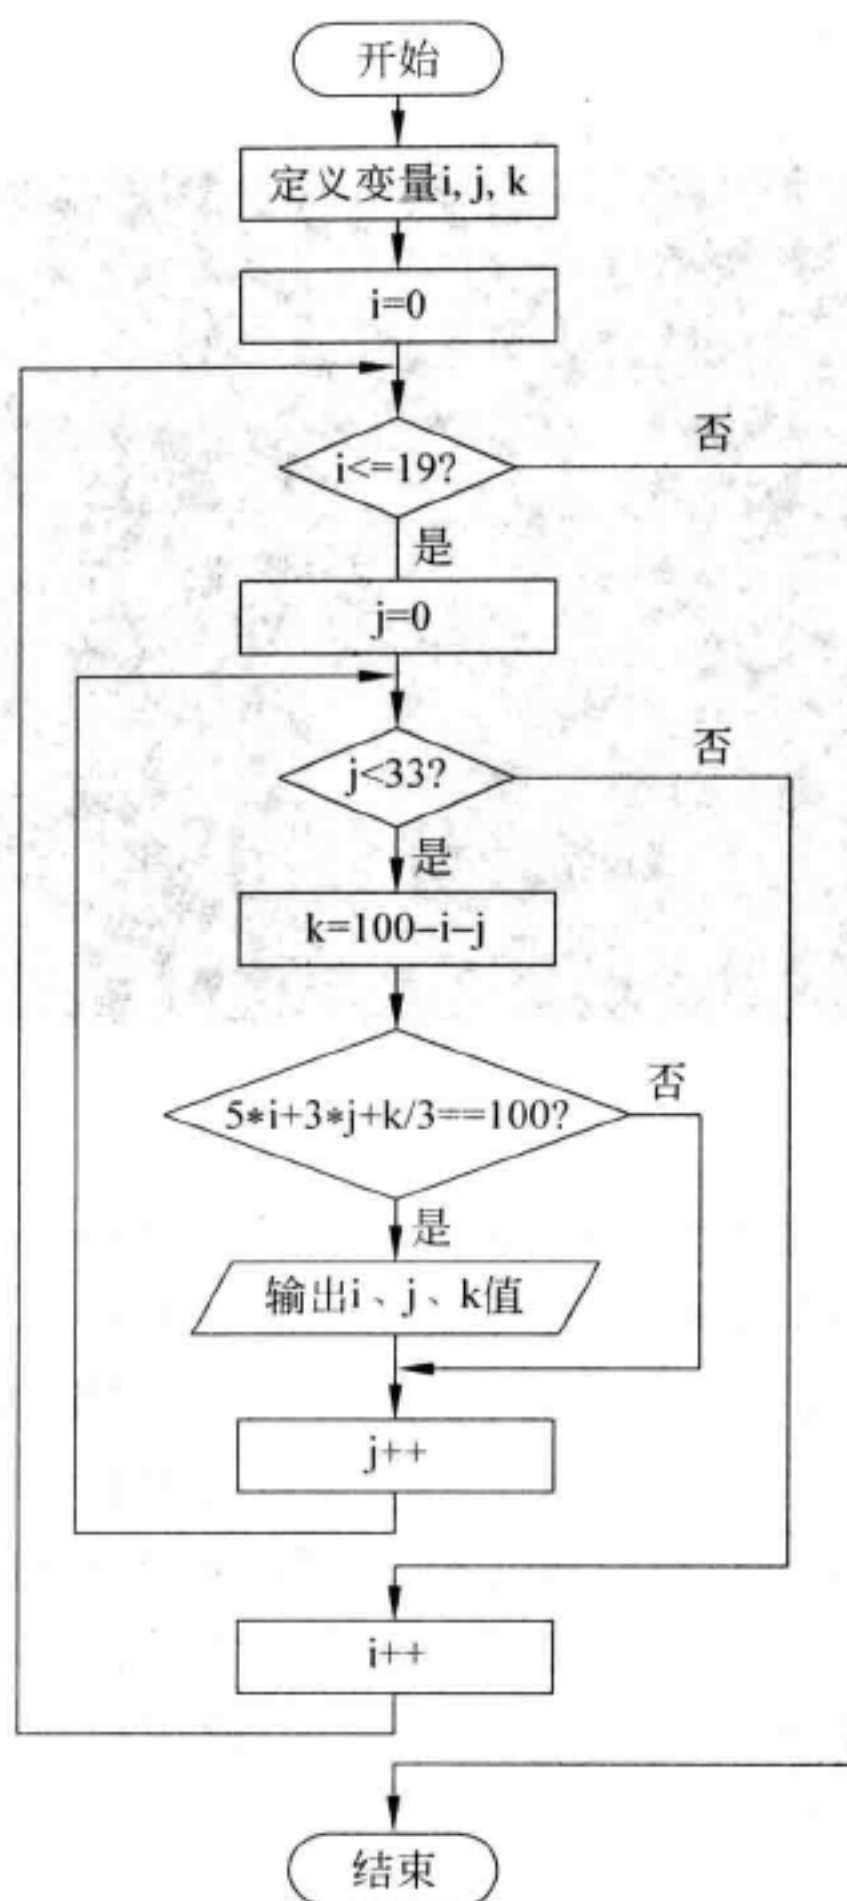 开始
定义变量i, j, k
i=0
i<=19?
否
是
j=0
j<33?
否
是
k=100−i−j
5*i+3*j+k/3==100?
否
是
输出i、j、k值
j++
i++
结束